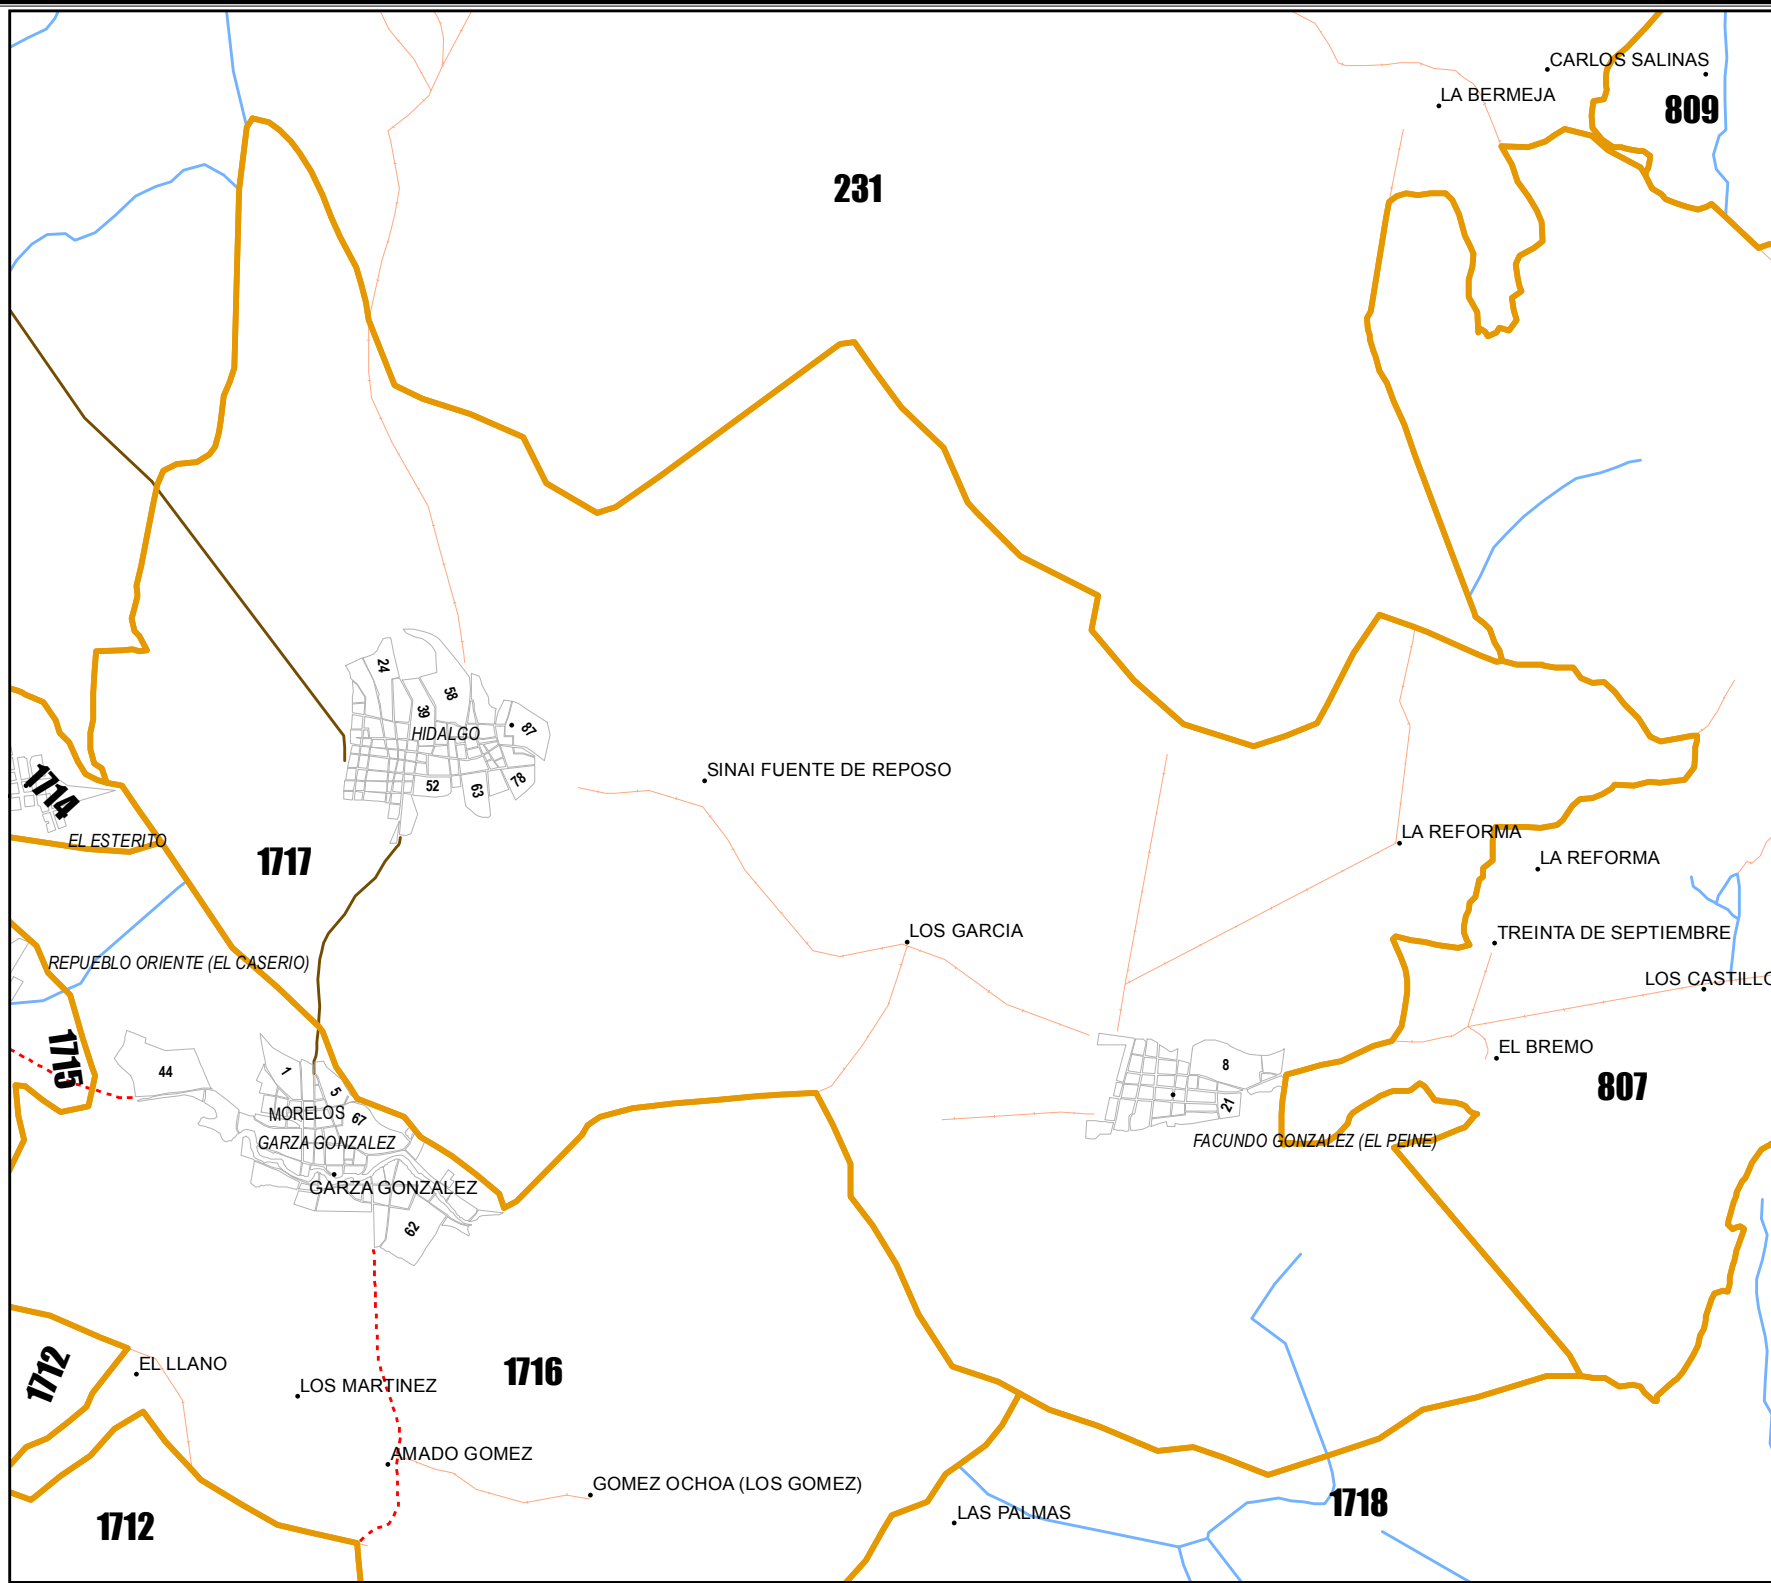 CARLOS SALINAS
LA BERMEJA
809
231
24
58
39
87
HIDALGO
SINAI FUENTE DE REPOSO
78
52
63
1714
LA REFORMA
EL ESTERITO
1717
LA REFORMA
LOS GARCIA
TREINTA DE SEPTIEMBRE
REPUEBLO ORIENTE (EL CASERIO)
LOS CASTILLO
1715
EL BREMO
44
1
8
807
5
21
MORELOS
67
GARZA GONZALEZ
FACUNDO GONZALEZ (EL PEINE)
GARZA GONZALEZ
62
1712
EL LLANO
1716
LOS MARTINEZ
AMADO GOMEZ
GOMEZ OCHOA (LOS GOMEZ)
1718
LAS PALMAS
1712